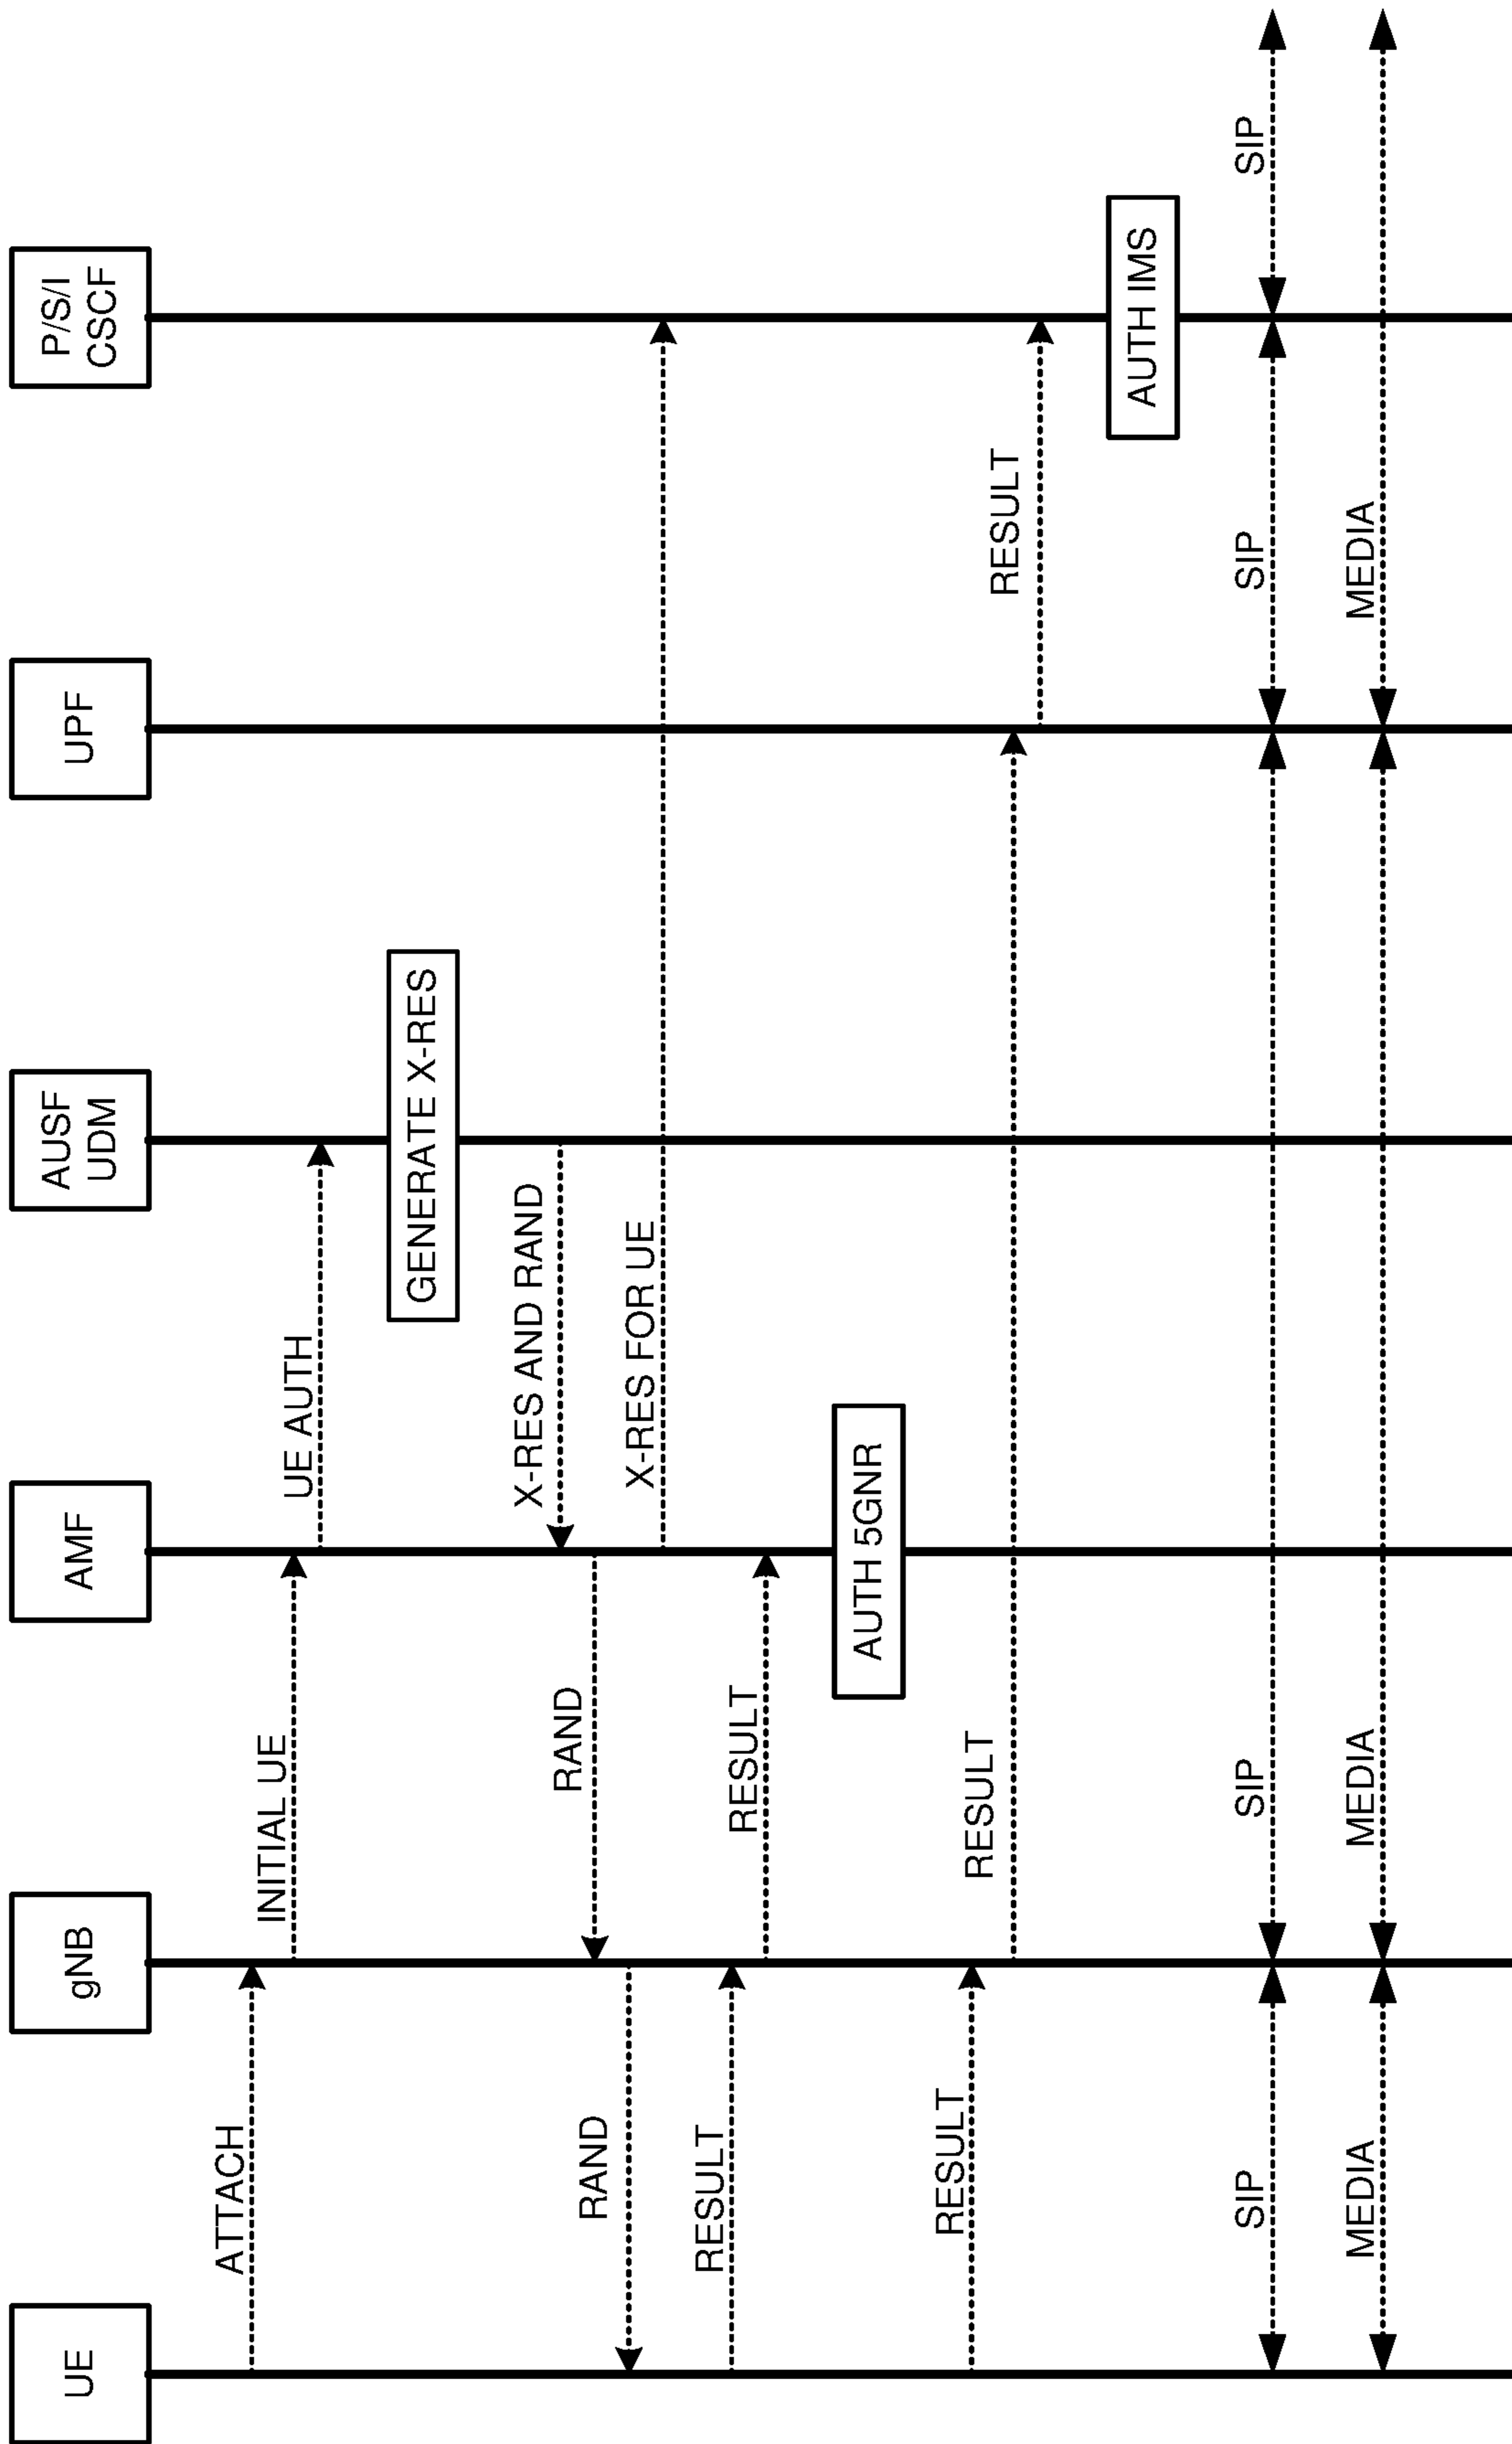 UE
gNB
AMF
AUSF
UDM
UPF
P/S/I
CSCF
ATTACH
INITIAL UE
UE AUTH
GENERATE X-RES
X-RES AND RAND
RAND
RAND
X-RES FOR UE
RESULT
RESULT
AUTH 5GNR
RESULT
RESULT
RESULT
AUTH IMS
SIP
SIP
SIP
SIP
MEDIA
MEDIA
MEDIA